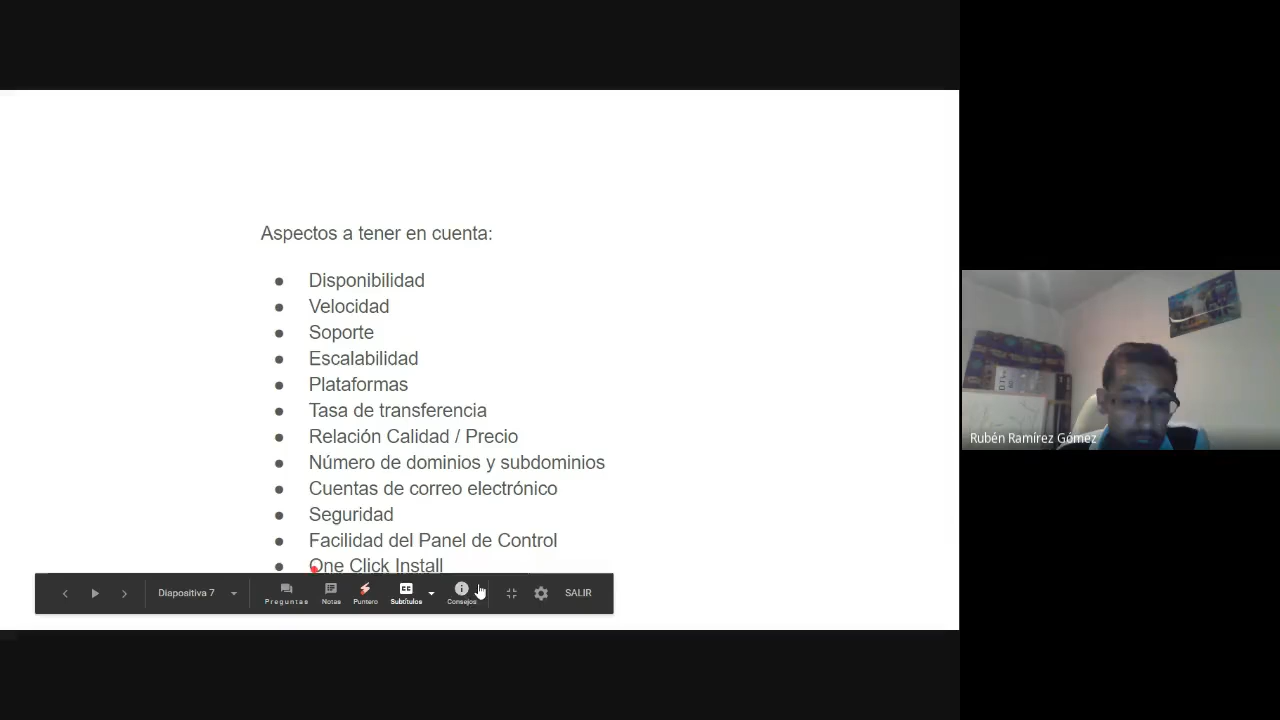 Aspectos a tener en cuenta:
● Disponibilidad
● Velocidad
● Soporte
● Escalabilidad
● Plataformas
● Tasa de transferencia
● Relación Calidad / Precio
● Número de dominios y subdominios
● Cuentas de correo electrónico
● Seguridad
● Facilidad del Panel de Control
● One Click Install
Diapositiva 7
Preguntas
Notas
Puntero
Subtítulos
Consejos
SALIR
Rubén Ramírez Gómez